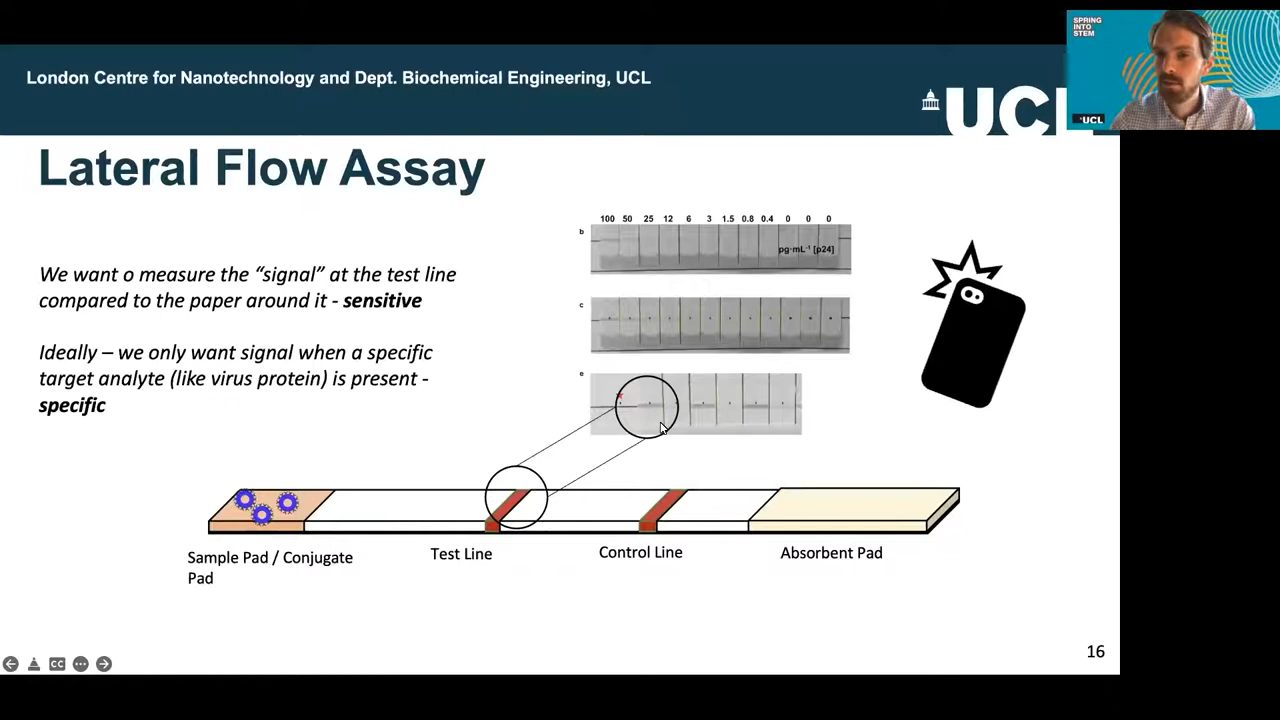 London Centre for Nanotechnology and Dept. Biochemical Engineering, UCL
UCL
SPRING
INTO
STEM
UCL
Lateral Flow Assay
We want o measure the “signal” at the test line
compared to the paper around it - sensitive
Ideally – we only want signal when a specific
target analyte (like virus protein) is present -
specific
100 50 25 12 6 3 1.5 0.8 0.4 0 0 0
b
pg·mL⁻¹ [p24]
c
e
Sample Pad / Conjugate
Pad
Test Line
Control Line
Absorbent Pad
CC
16